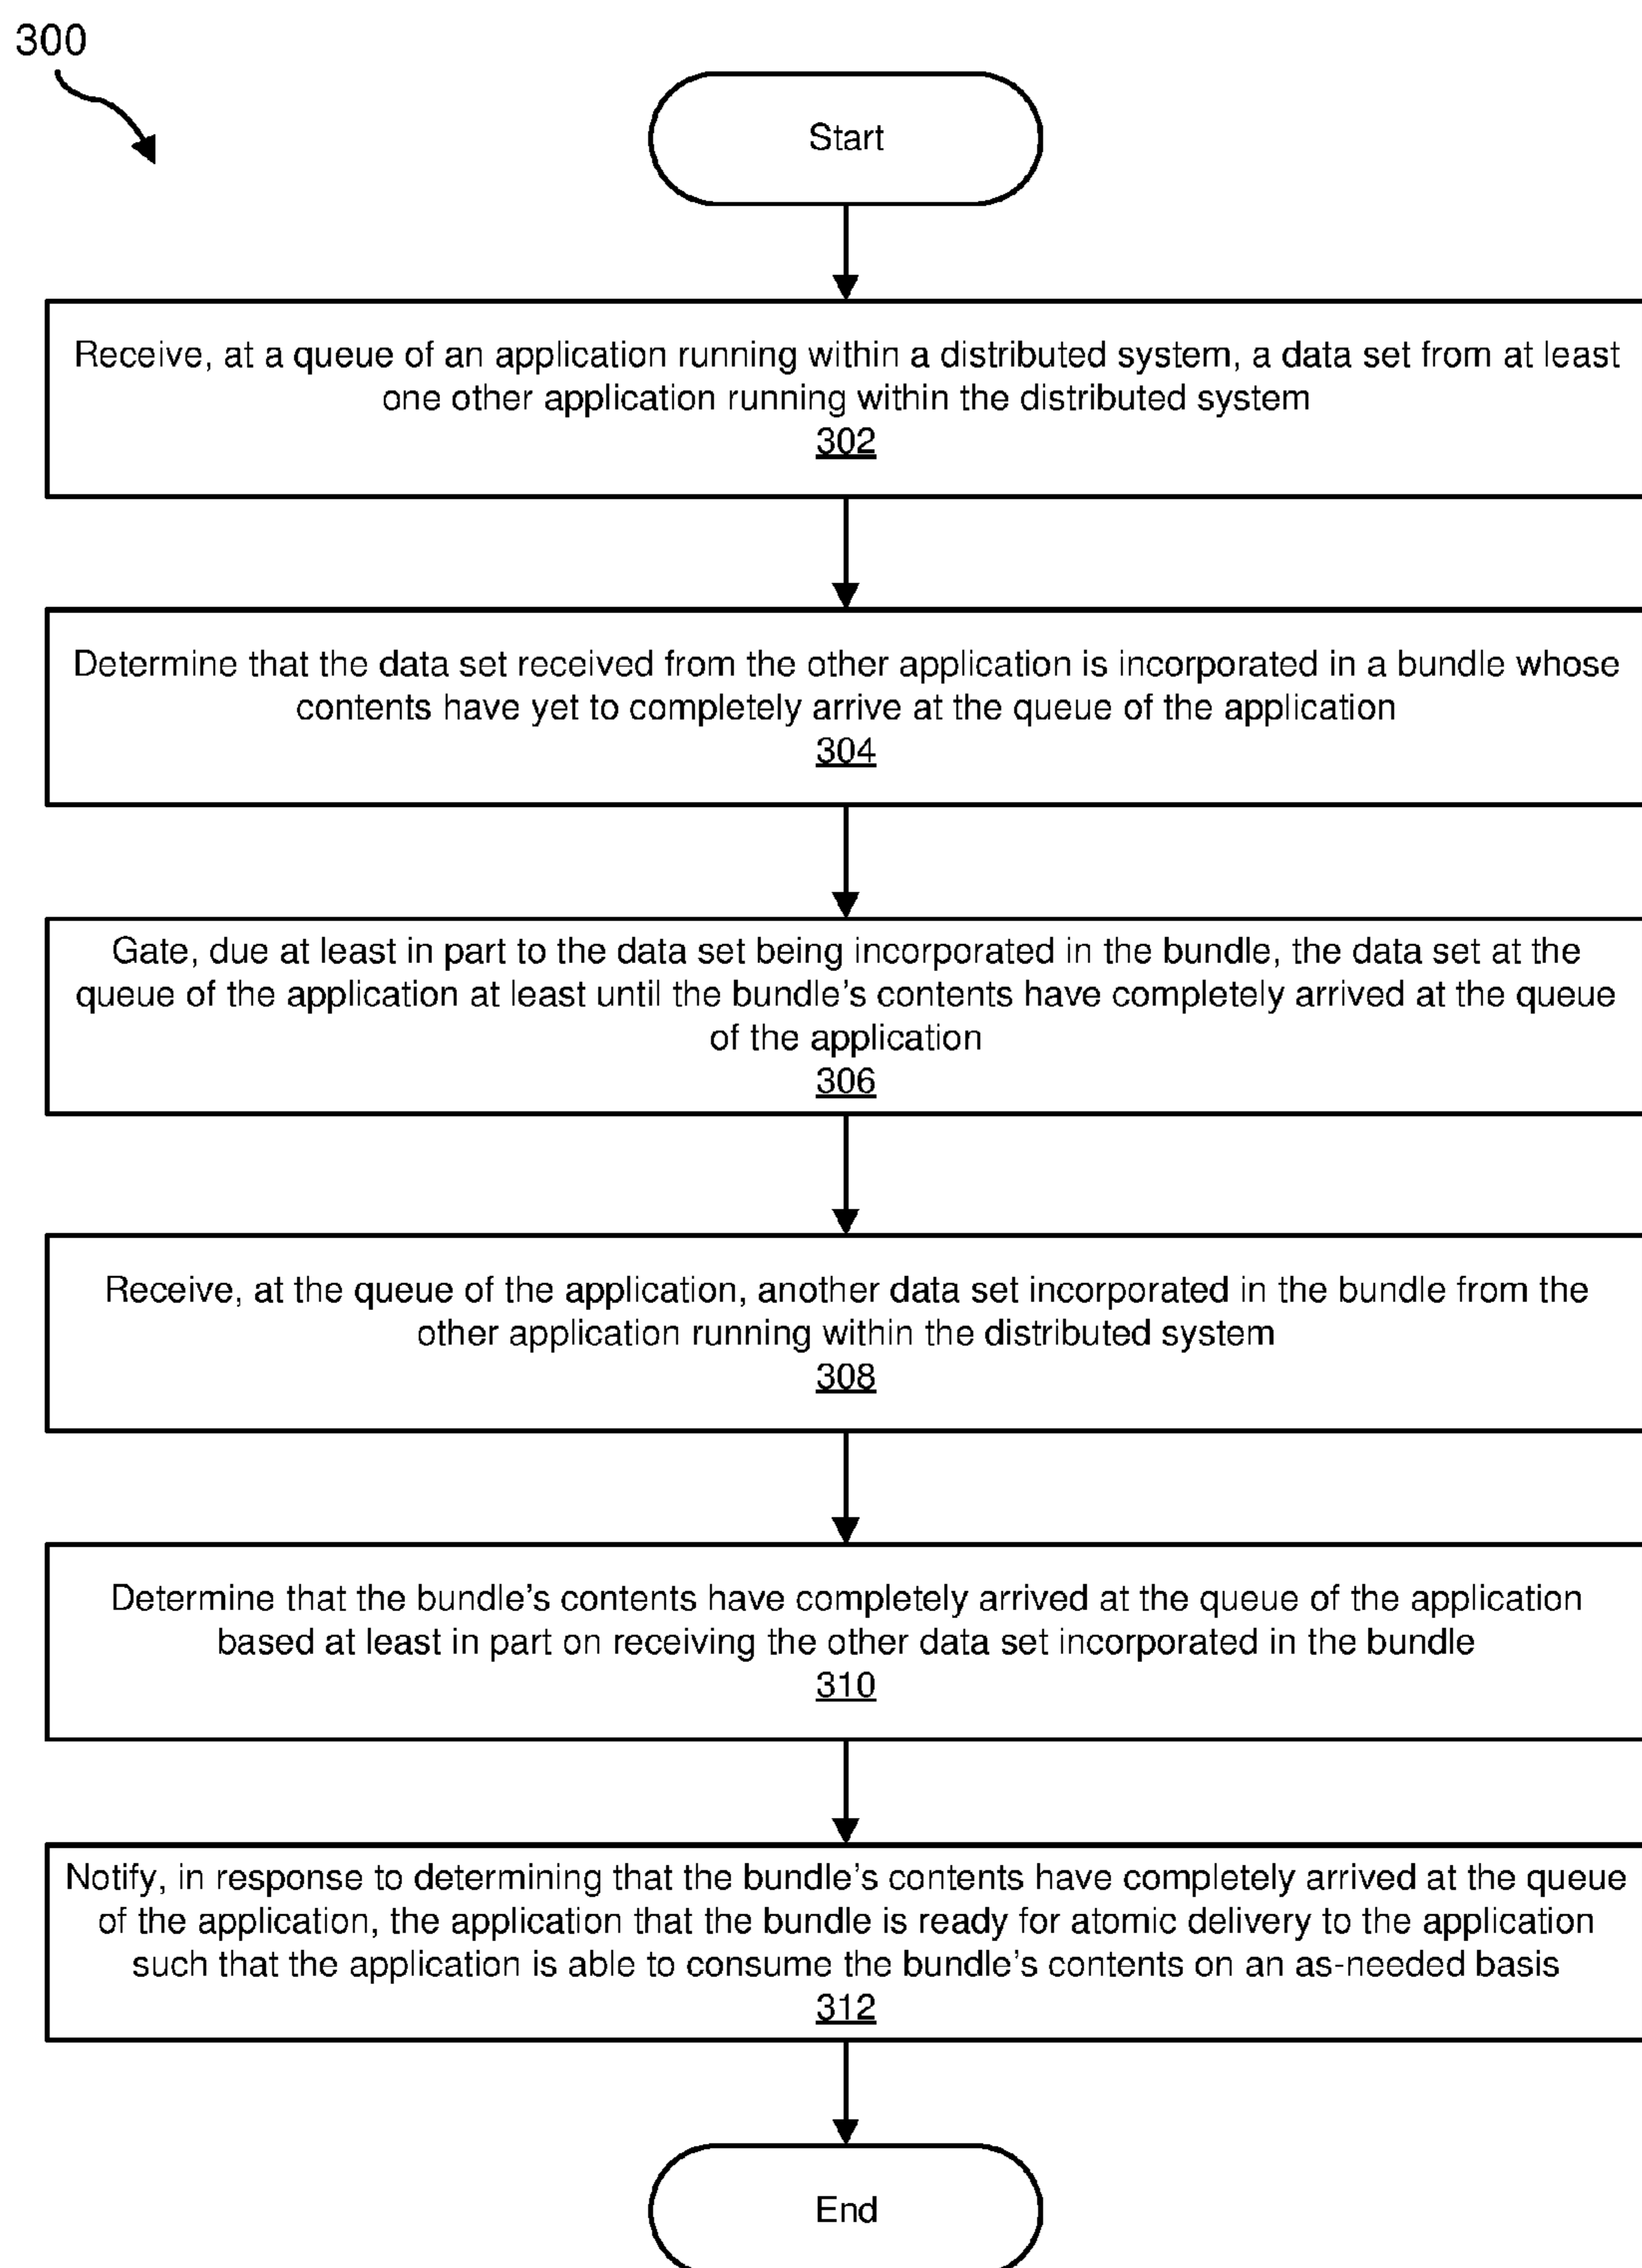 300
Start
Receive, at a queue of an application running within a distributed system, a data set from at least
one other application running within the distributed system
302
Determine that the data set received from the other application is incorporated in a bundle whose
contents have yet to completely arrive at the queue of the application
304
Gate, due at least in part to the data set being incorporated in the bundle, the data set at the
queue of the application at least until the bundle's contents have completely arrived at the queue
of the application
306
Receive, at the queue of the application, another data set incorporated in the bundle from the
other application running within the distributed system
308
Determine that the bundle's contents have completely arrived at the queue of the application
based at least in part on receiving the other data set incorporated in the bundle
310
Notify, in response to determining that the bundle's contents have completely arrived at the queue
of the application, the application that the bundle is ready for atomic delivery to the application
such that the application is able to consume the bundle's contents on an as-needed basis
312
End